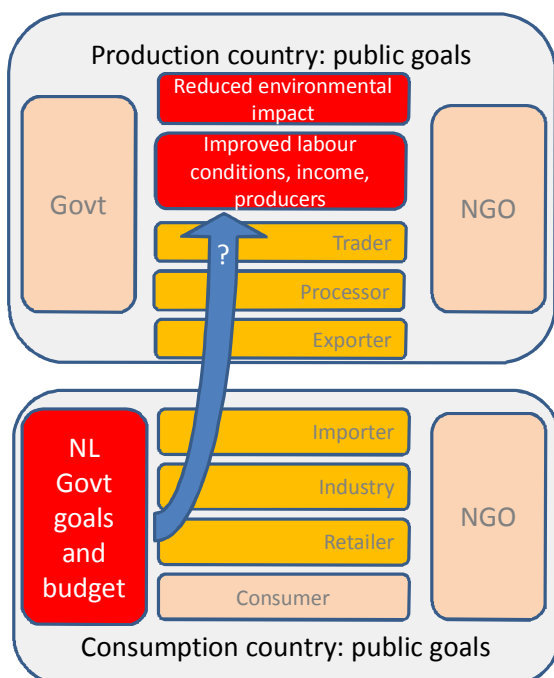 Production country: public goals
Reduced environmental
impact
Improved labour
conditions, income,
producers
Govt
NGO
?
Trader
Processor
Exporter
NL
Govt
goals
and
budget
Importer
Industry
Retailer
Consumer
NGO
Consumption country: public goals